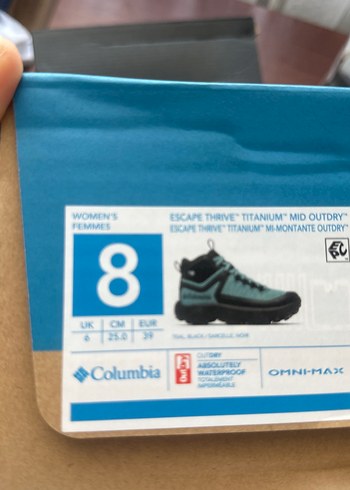 WOMEN'S
FEMMES
8
UK CM EUR
6 25.0 39
ESCAPE THRIVE™ TITANIUM™ MID OUTDRY™
ESCAPE THRIVE™ TITANIUM™ MI-MONTANTE OUTDRY™
Columbia
OUTDRY
OUTDRY
ABSOLUTELY
WATERPROOF
TOTALEMENT
IMPERMÉABLE
OMNI-MAX